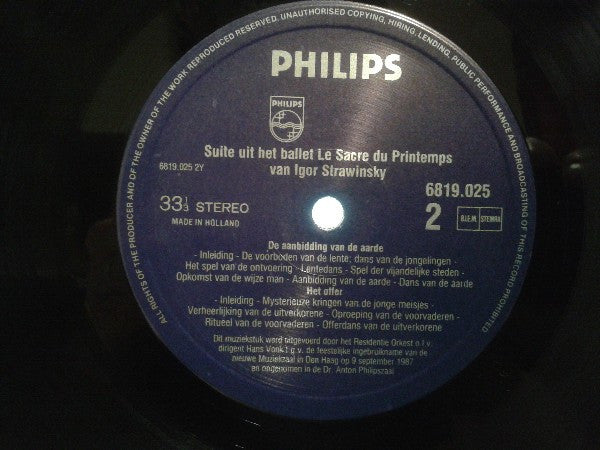 ALL RIGHTS OF THE PRODUCER AND OF THE OWNER OF THE WORK REPRODUCED RESERVED. UNAUTHORISED COPYING, HIRING, LENDING, PUBLIC PERFORMANCE AND BROADCASTING OF THIS RECORD PROHIBITED
PHILIPS
PHILIPS
Suite uit het ballet Le Sacre du Printemps
van Igor Strawinsky
6819.025 2Y
6819.025
33⅓ STEREO
2
B.I.E.M. STEMRA
MADE IN HOLLAND
De aanbidding van de aarde
- Inleiding - De voorboden van de lente; dans van de jongelingen -
Het spel van de ontvoering - Lentedans - Spel der vijandelijke steden -
Opkomst van de wijze man - Aanbidding van de aarde - Dans van de aarde
Het offer
- Inleiding - Mysterieuze kringen van de jonge meisjes -
Verheerlijking van de uitverkorene - Oproeping van de voorvaderen -
Ritueel van de voorvaderen - Offerdans van de uitverkorene
Dit muziekstuk werd uitgevoerd door het Residentie Orkest o.l.v.
dirigent Hans Vonk t.g.v. de feestelijke ingebruikname van de
nieuwe Muziekzaal in Den Haag op 9 september 1987
en opgenomen in de Dr. Anton Philipszaal